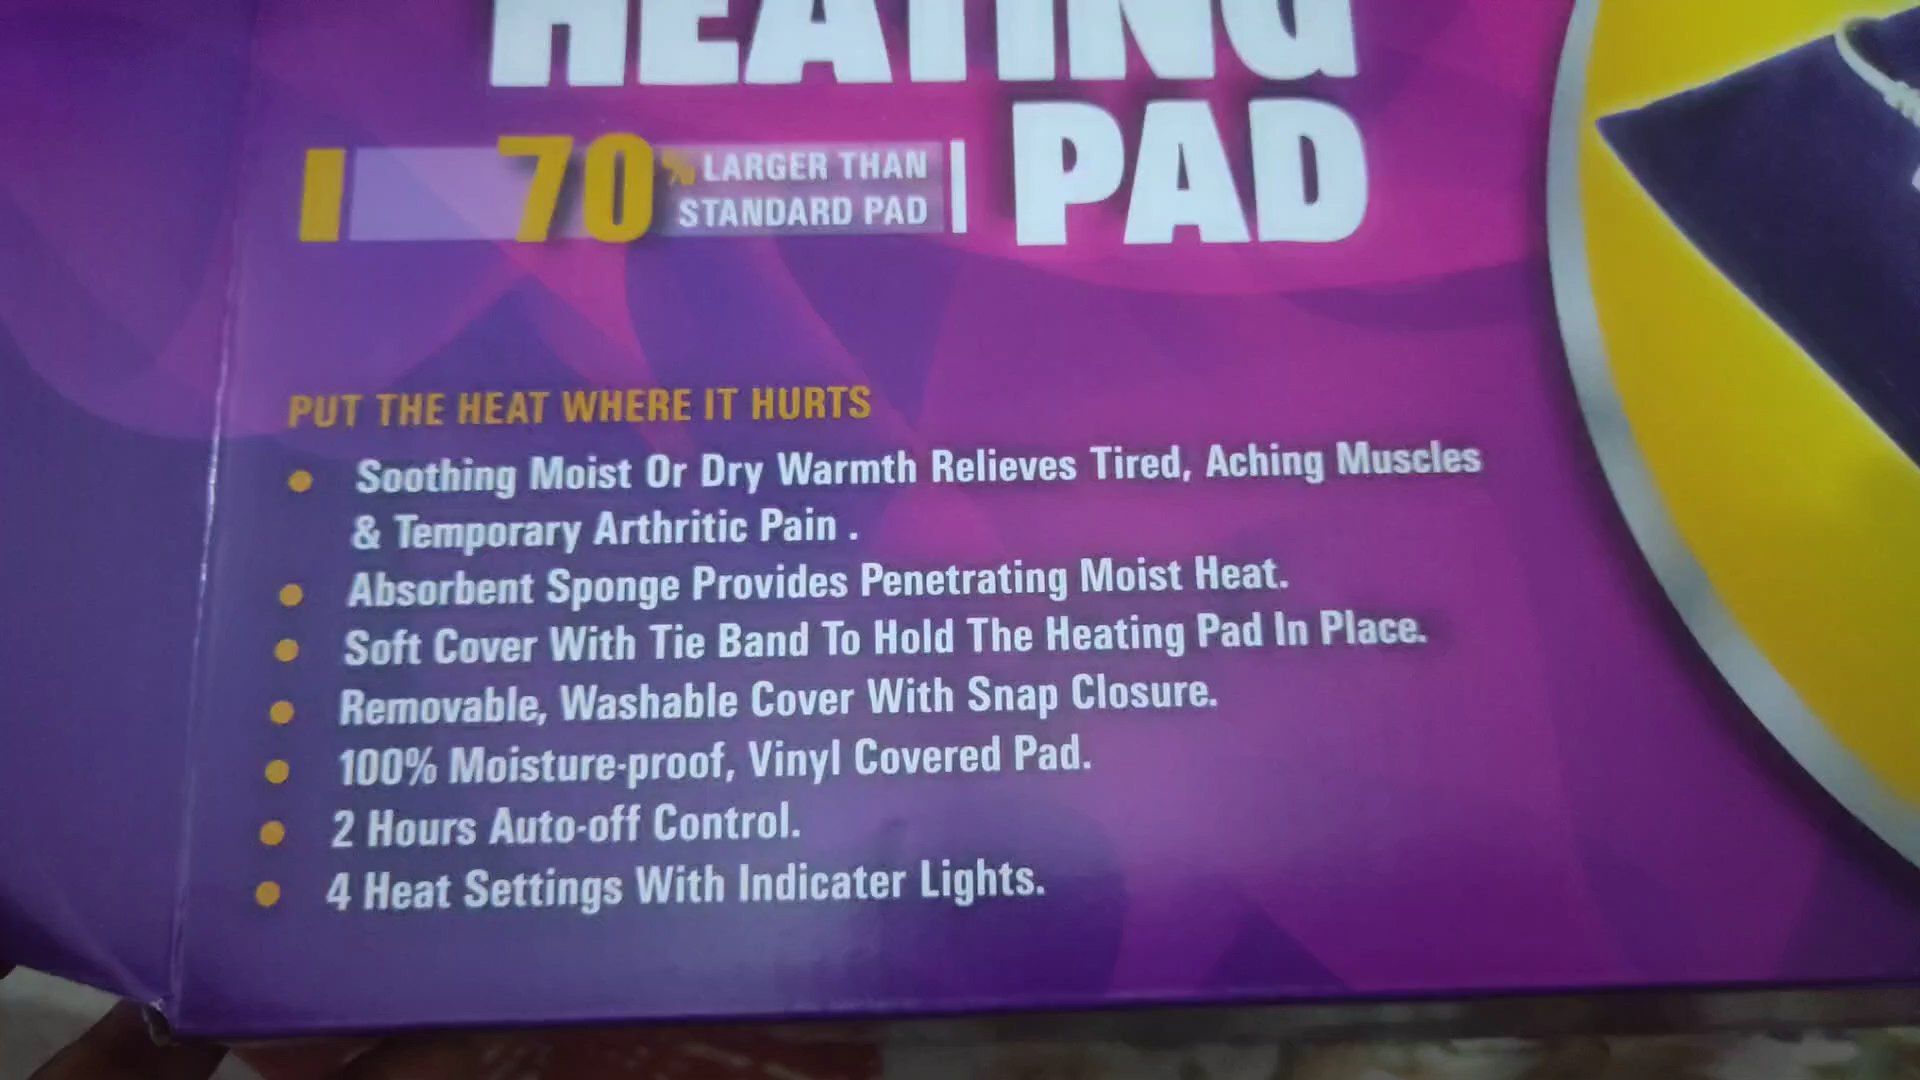 HEATING
PAD
70% LARGER THAN
STANDARD PAD
PUT THE HEAT WHERE IT HURTS
Soothing Moist Or Dry Warmth Relieves Tired, Aching Muscles
& Temporary Arthritic Pain .
Absorbent Sponge Provides Penetrating Moist Heat.
Soft Cover With Tie Band To Hold The Heating Pad In Place.
Removable, Washable Cover With Snap Closure.
100% Moisture-proof, Vinyl Covered Pad.
2 Hours Auto-off Control.
4 Heat Settings With Indicater Lights.